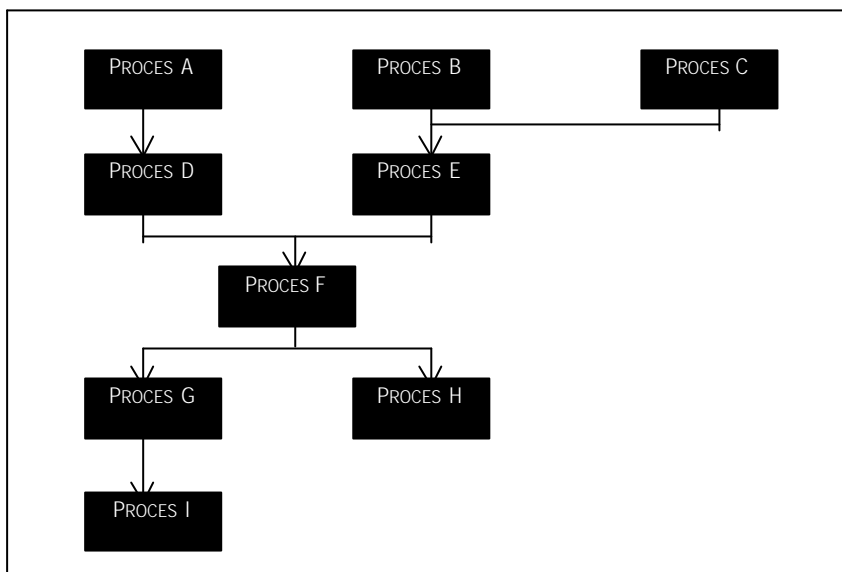 PROCES A
PROCES B
PROCES C
PROCES D
PROCES E
PROCES F
PROCES G
PROCES H
PROCES I